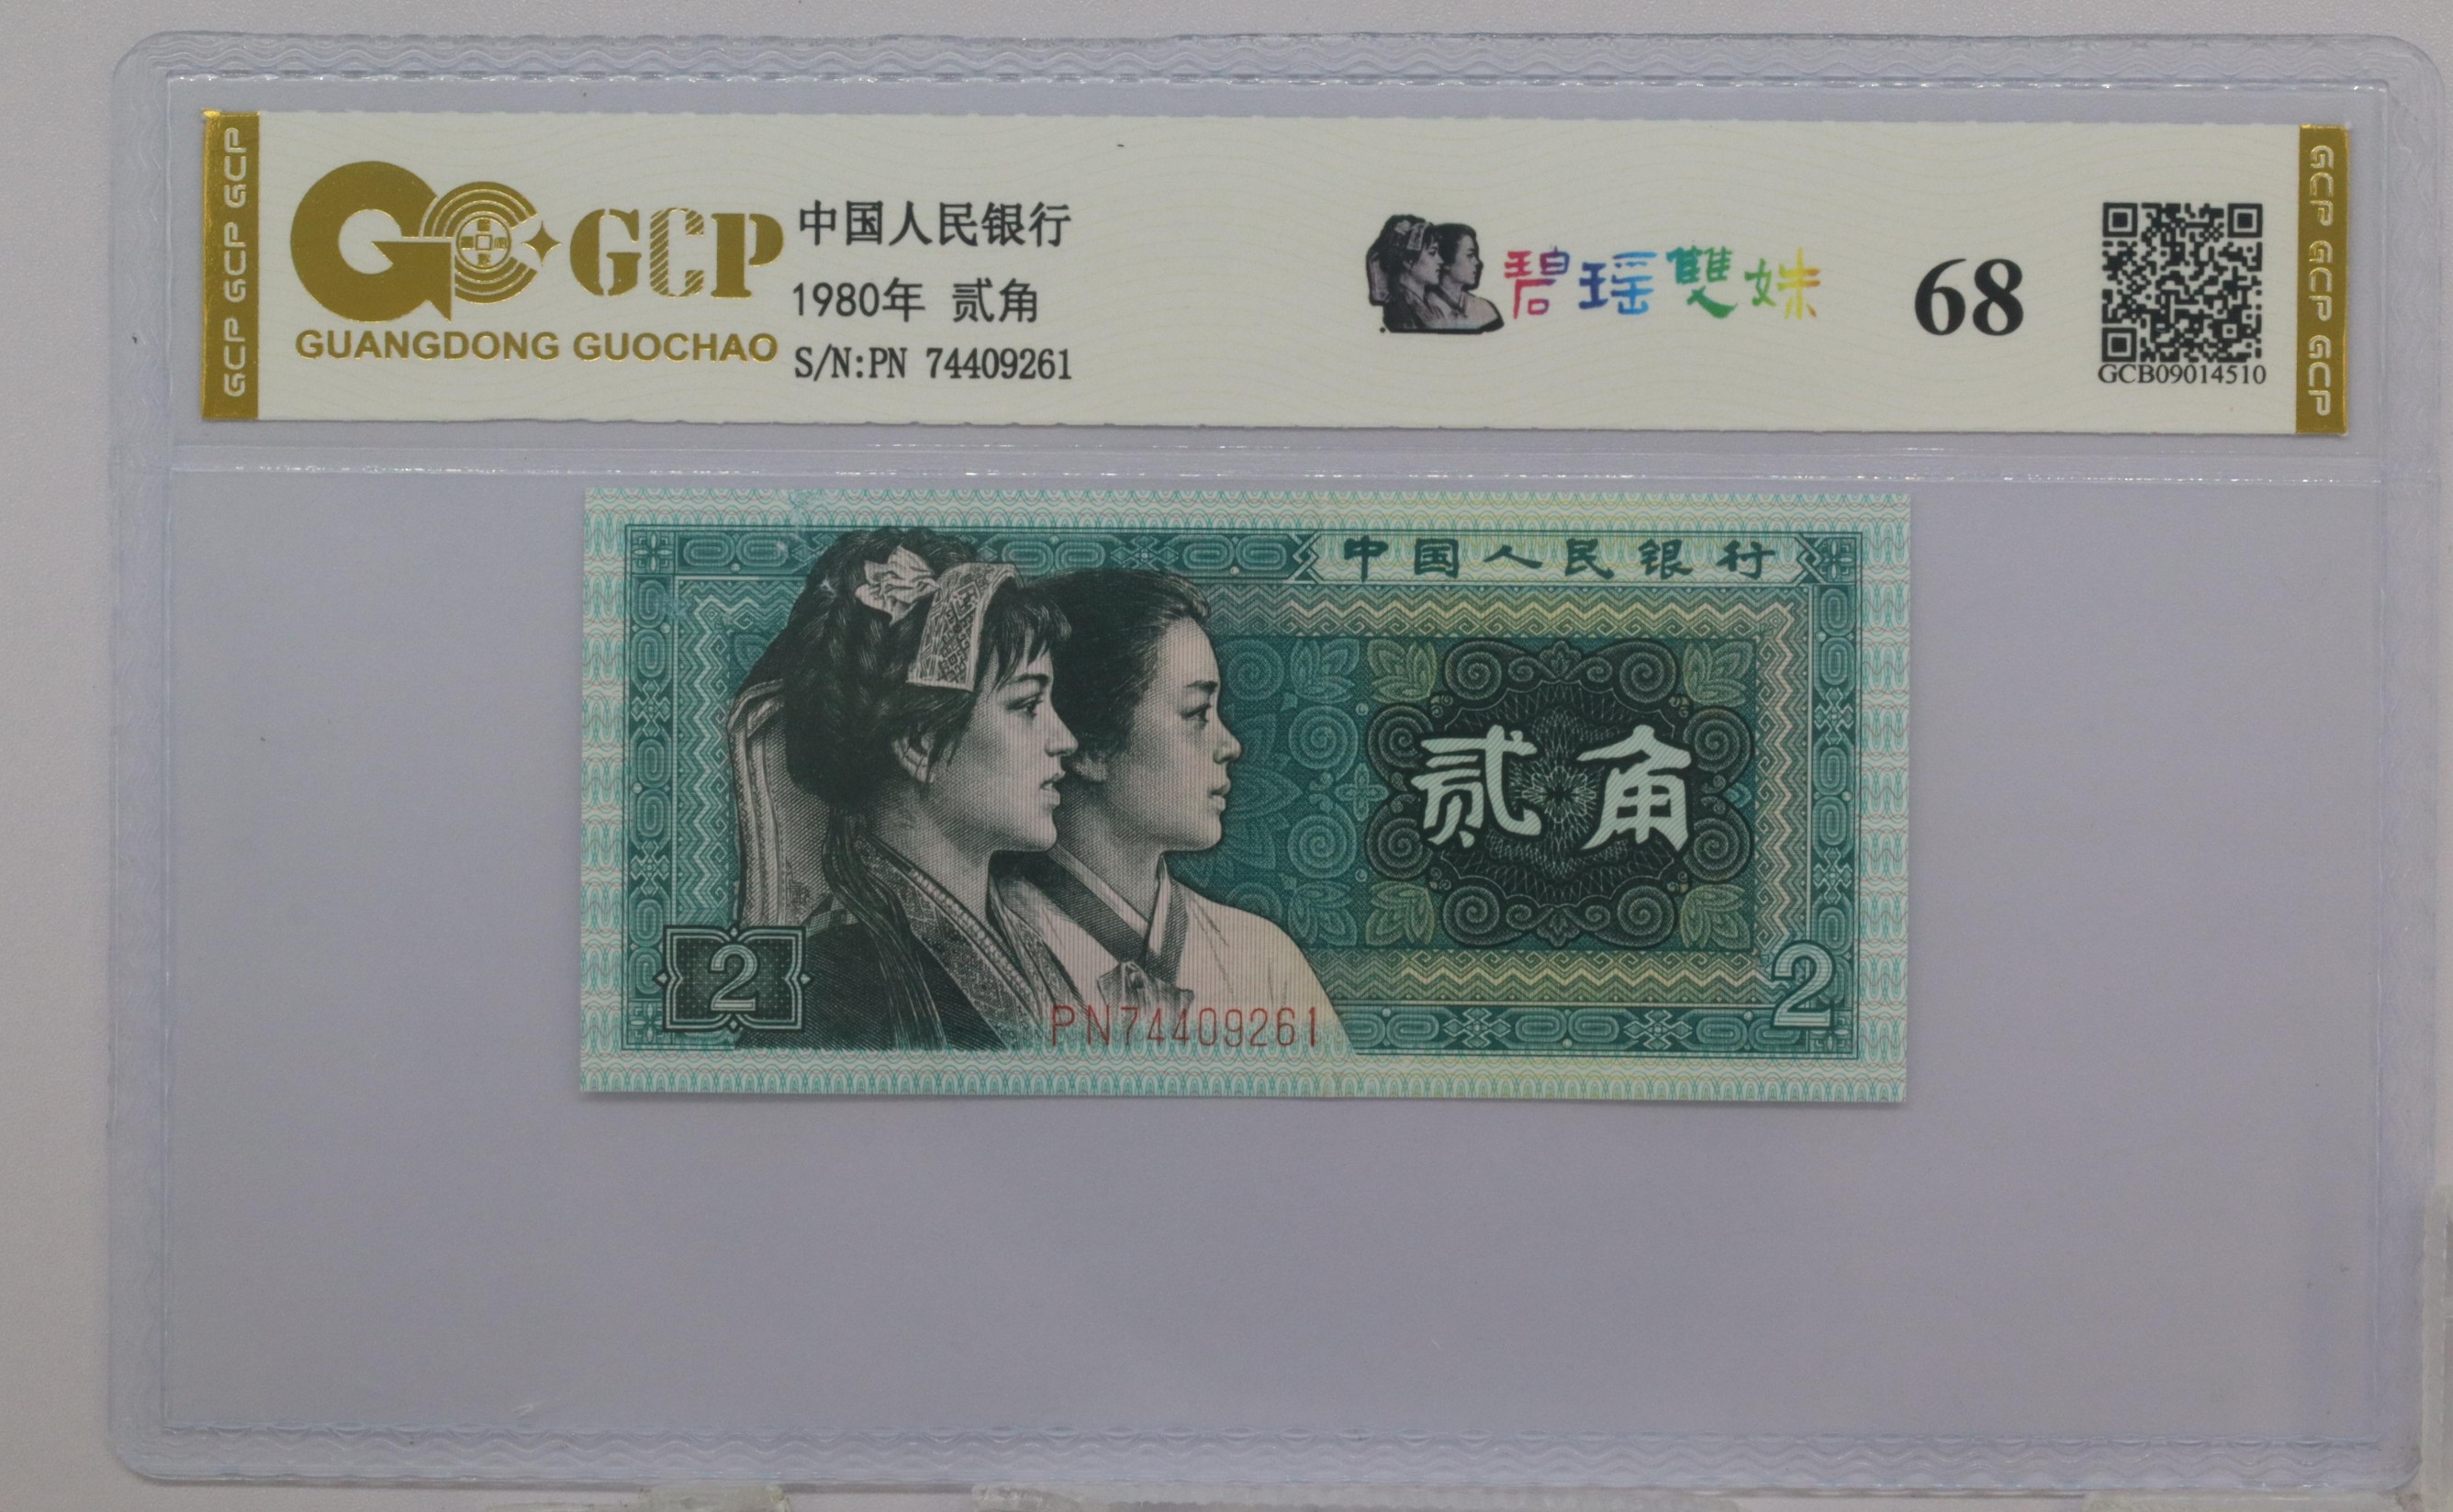 GCP GCP GCP
GCP
GUANGDONG GUOCHAO
中国人民银行
1980年 贰角
S/N:PN 74409261
碧瑶雙妹
68
GCB09014510
GCP GCP GCP
中国人民银行
贰角
2
2
PN74409261